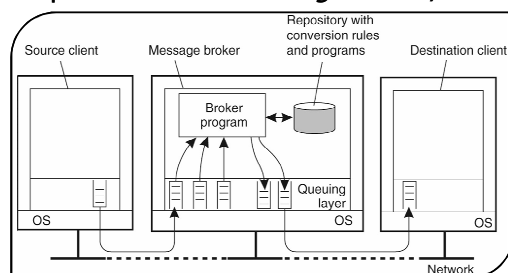 Repository with
conversion rules
and programs
Source client
Message broker
Destination client
Broker
program
Queuing
layer
OS
OS
OS
Network